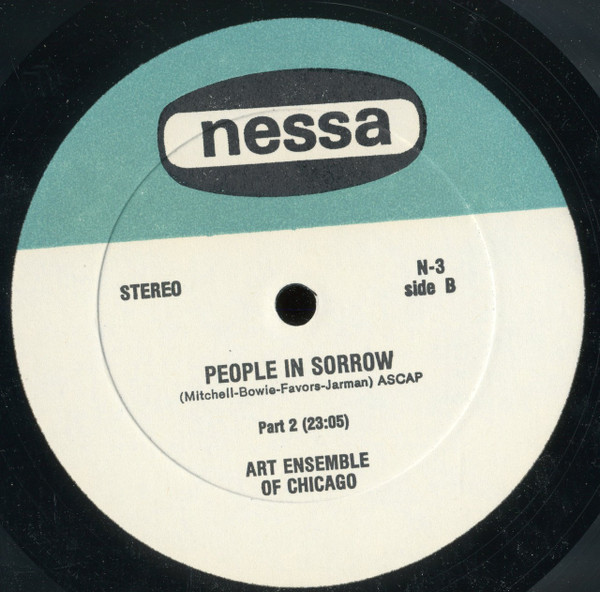 nessa
STEREO
N-3
side B
PEOPLE IN SORROW
(Mitchell-Bowie-Favors-Jarman) ASCAP
Part 2 (23:05)
ART ENSEMBLE
OF CHICAGO